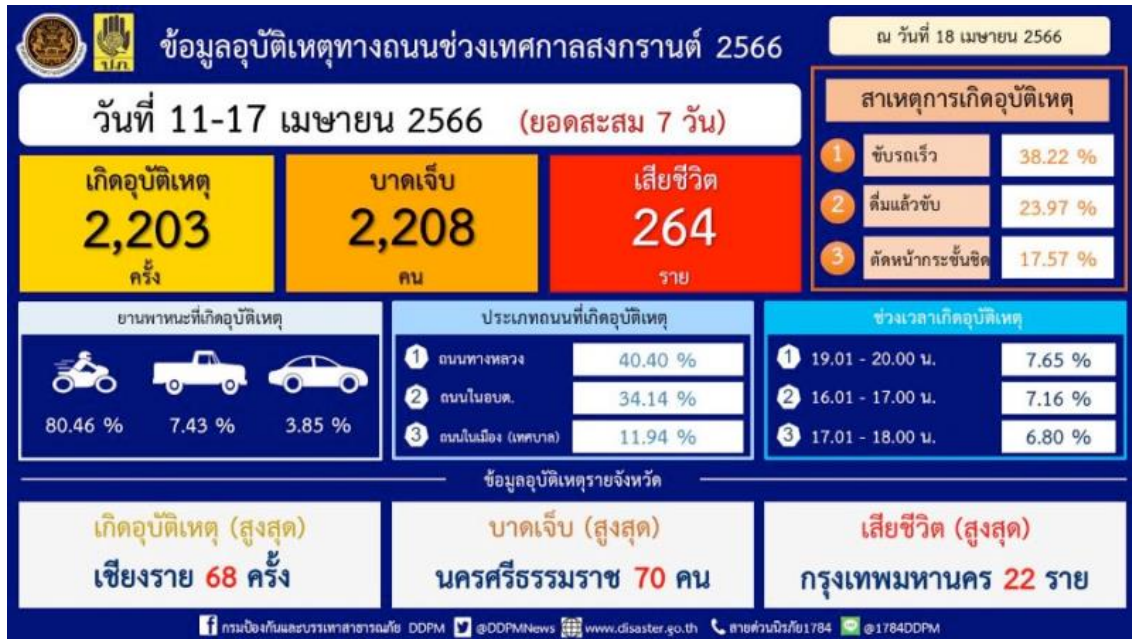 ปภ.
ข้อมูลอุบัติเหตุทางถนนช่วงเทศกาลสงกรานต์ 2566
ณ วันที่ 18 เมษายน 2566
วันที่ 11-17 เมษายน 2566 (ยอดสะสม 7 วัน)
เกิดอุบัติเหตุ
2,203
ครั้ง
บาดเจ็บ
2,208
คน
เสียชีวิต
264
ราย
สาเหตุการเกิดอุบัติเหตุ
1 ขับรถเร็ว 38.22 %
2 ดื่มแล้วขับ 23.97 %
3 ตัดหน้ากระชั้นชิด 17.57 %
ยานพาหนะที่เกิดอุบัติเหตุ
80.46 % 7.43 % 3.85 %
ประเภทถนนที่เกิดอุบัติเหตุ
1 ถนนทางหลวง 40.40 %
2 ถนนในอบต. 34.14 %
3 ถนนในเมือง (เทศบาล) 11.94 %
ช่วงเวลาเกิดอุบัติเหตุ
1 19.01 - 20.00 น. 7.65 %
2 16.01 - 17.00 น. 7.16 %
3 17.01 - 18.00 น. 6.80 %
ข้อมูลอุบัติเหตุรายจังหวัด
เกิดอุบัติเหตุ (สูงสุด)
เชียงราย 68 ครั้ง
บาดเจ็บ (สูงสุด)
นครศรีธรรมราช 70 คน
เสียชีวิต (สูงสุด)
กรุงเทพมหานคร 22 ราย
กรมป้องกันและบรรเทาสาธารณภัย DDPM @DDPMNews www.disaster.go.th สายด่วนนิรภัย1784 @1784DDPM